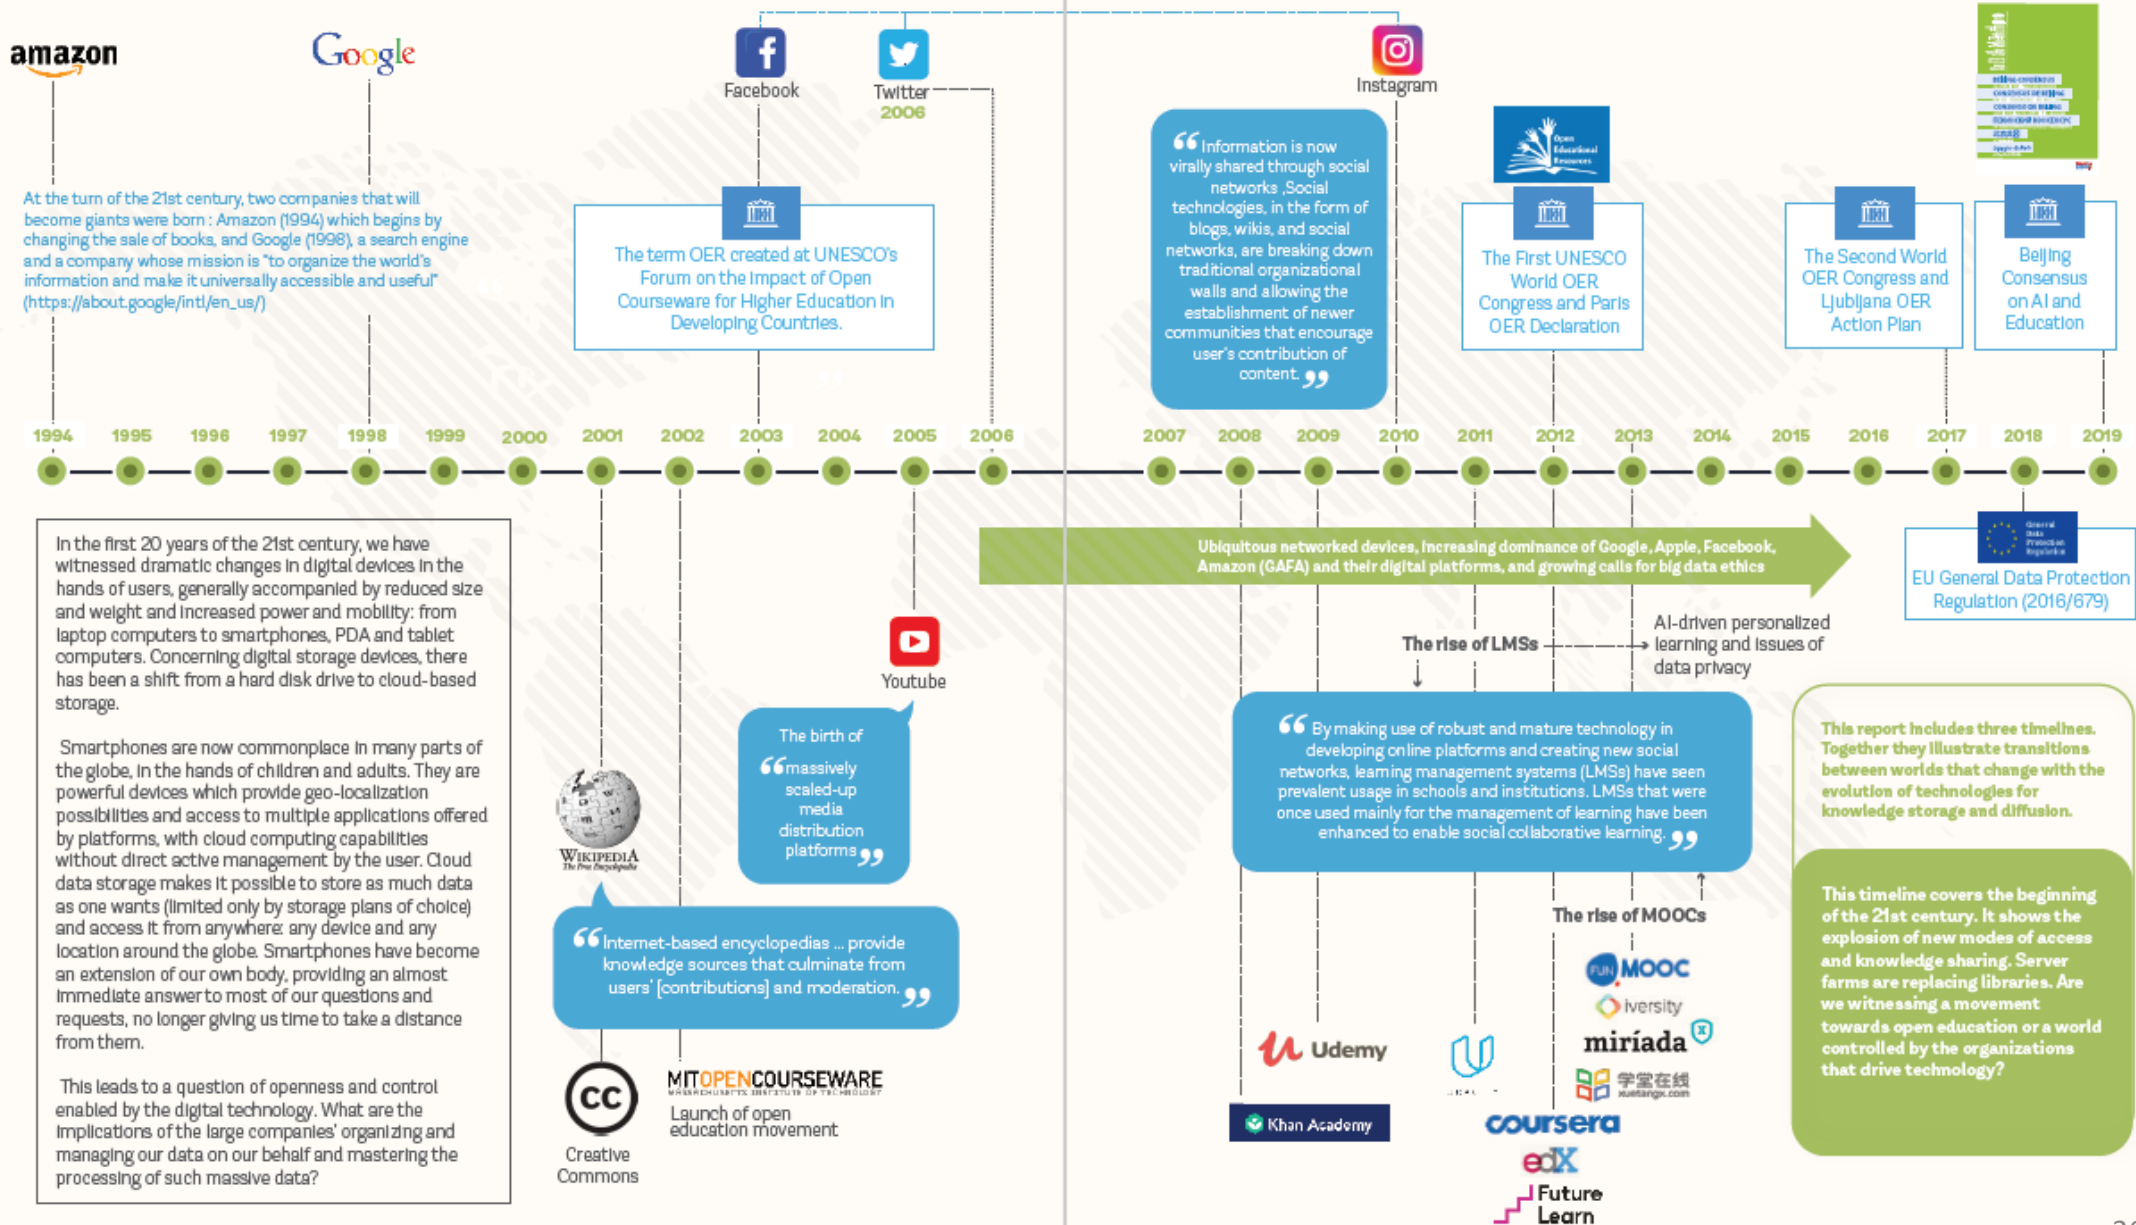 amazon
Google
Facebook
Twitter
2006
Instagram
Open
Educational
Resources
At the turn of the 21st century, two companies that will
become giants were born : Amazon (1994) which begins by
changing the sale of books, and Google (1998), a search engine
and a company whose mission is "to organize the world's
information and make it universally accessible and useful"
(https://about.google/intl/en_us/)
The term OER created at UNESCO's
Forum on the Impact of Open
Courseware for Higher Education in
Developing Countries.
“ Information is now
virally shared through social
networks ,Social
technologies, in the form of
blogs, wikis, and social
networks, are breaking down
traditional organizational
walls and allowing the
establishment of newer
communities that encourage
user's contribution of
content. ”
The First UNESCO
World OER
Congress and Paris
OER Declaration
The Second World
OER Congress and
Ljubljana OER
Action Plan
Beijing
Consensus
on AI and
Education
1994 1995 1996 1997 1998 1999 2000 2001 2002 2003 2004 2005 2006 2007 2008 2009 2010 2011 2012 2013 2014 2015 2016 2017 2018 2019
In the first 20 years of the 21st century, we have
witnessed dramatic changes in digital devices in the
hands of users, generally accompanied by reduced size
and weight and increased power and mobility: from
laptop computers to smartphones, PDA and tablet
computers. Concerning digital storage devices, there
has been a shift from a hard disk drive to cloud-based
storage.
Smartphones are now commonplace in many parts of
the globe, in the hands of children and adults. They are
powerful devices which provide geo-localization
possibilities and access to multiple applications offered
by platforms, with cloud computing capabilities
without direct active management by the user. Cloud
data storage makes it possible to store as much data
as one wants (limited only by storage plans of choice)
and access it from anywhere: any device and any
location around the globe. Smartphones have become
an extension of our own body, providing an almost
immediate answer to most of our questions and
requests, no longer giving us time to take a distance
from them.
This leads to a question of openness and control
enabled by the digital technology. What are the
implications of the large companies' organizing and
managing our data on our behalf and mastering the
processing of such massive data?
WIKIPEDIA
The Free Encyclopedia
“ Internet-based encyclopedias ... provide
knowledge sources that culminate from
users' [contributions] and moderation. ”
cc
Creative
Commons
MITOPENCOURSEWARE
MASSACHUSETTS INSTITUTE OF TECHNOLOGY
Launch of open
education movement
Youtube
The birth of
“ massively
scaled-up
media
distribution
platforms ”
Ubiquitous networked devices, increasing dominance of Google, Apple, Facebook,
Amazon (GAFA) and their digital platforms, and growing calls for big data ethics
The rise of LMSs
AI-driven personalized
learning and issues of
data privacy
“ By making use of robust and mature technology in
developing online platforms and creating new social
networks, learning management systems (LMSs) have seen
prevalent usage in schools and institutions. LMSs that were
once used mainly for the management of learning have been
enhanced to enable social collaborative learning. ”
The rise of MOOCs
FUN MOOC
iversity
miríada x
学堂在线
xuetangx.com
Udemy
Khan Academy
coursera
edX
Future
Learn
General
Data
Protection
Regulation
EU General Data Protection
Regulation (2016/679)
This report includes three timelines.
Together they illustrate transitions
between worlds that change with the
evolution of technologies for
knowledge storage and diffusion.
This timeline covers the beginning
of the 21st century. It shows the
explosion of new modes of access
and knowledge sharing. Server
farms are replacing libraries. Are
we witnessing a movement
towards open education or a world
controlled by the organizations
that drive technology?